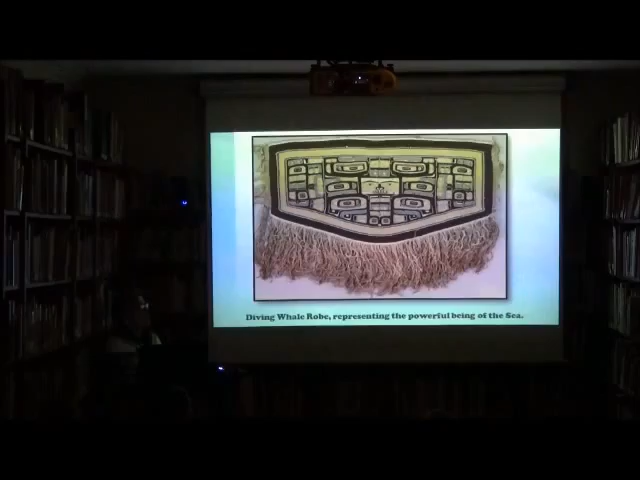 Diving Whale Robe, representing the powerful being of the Sea.